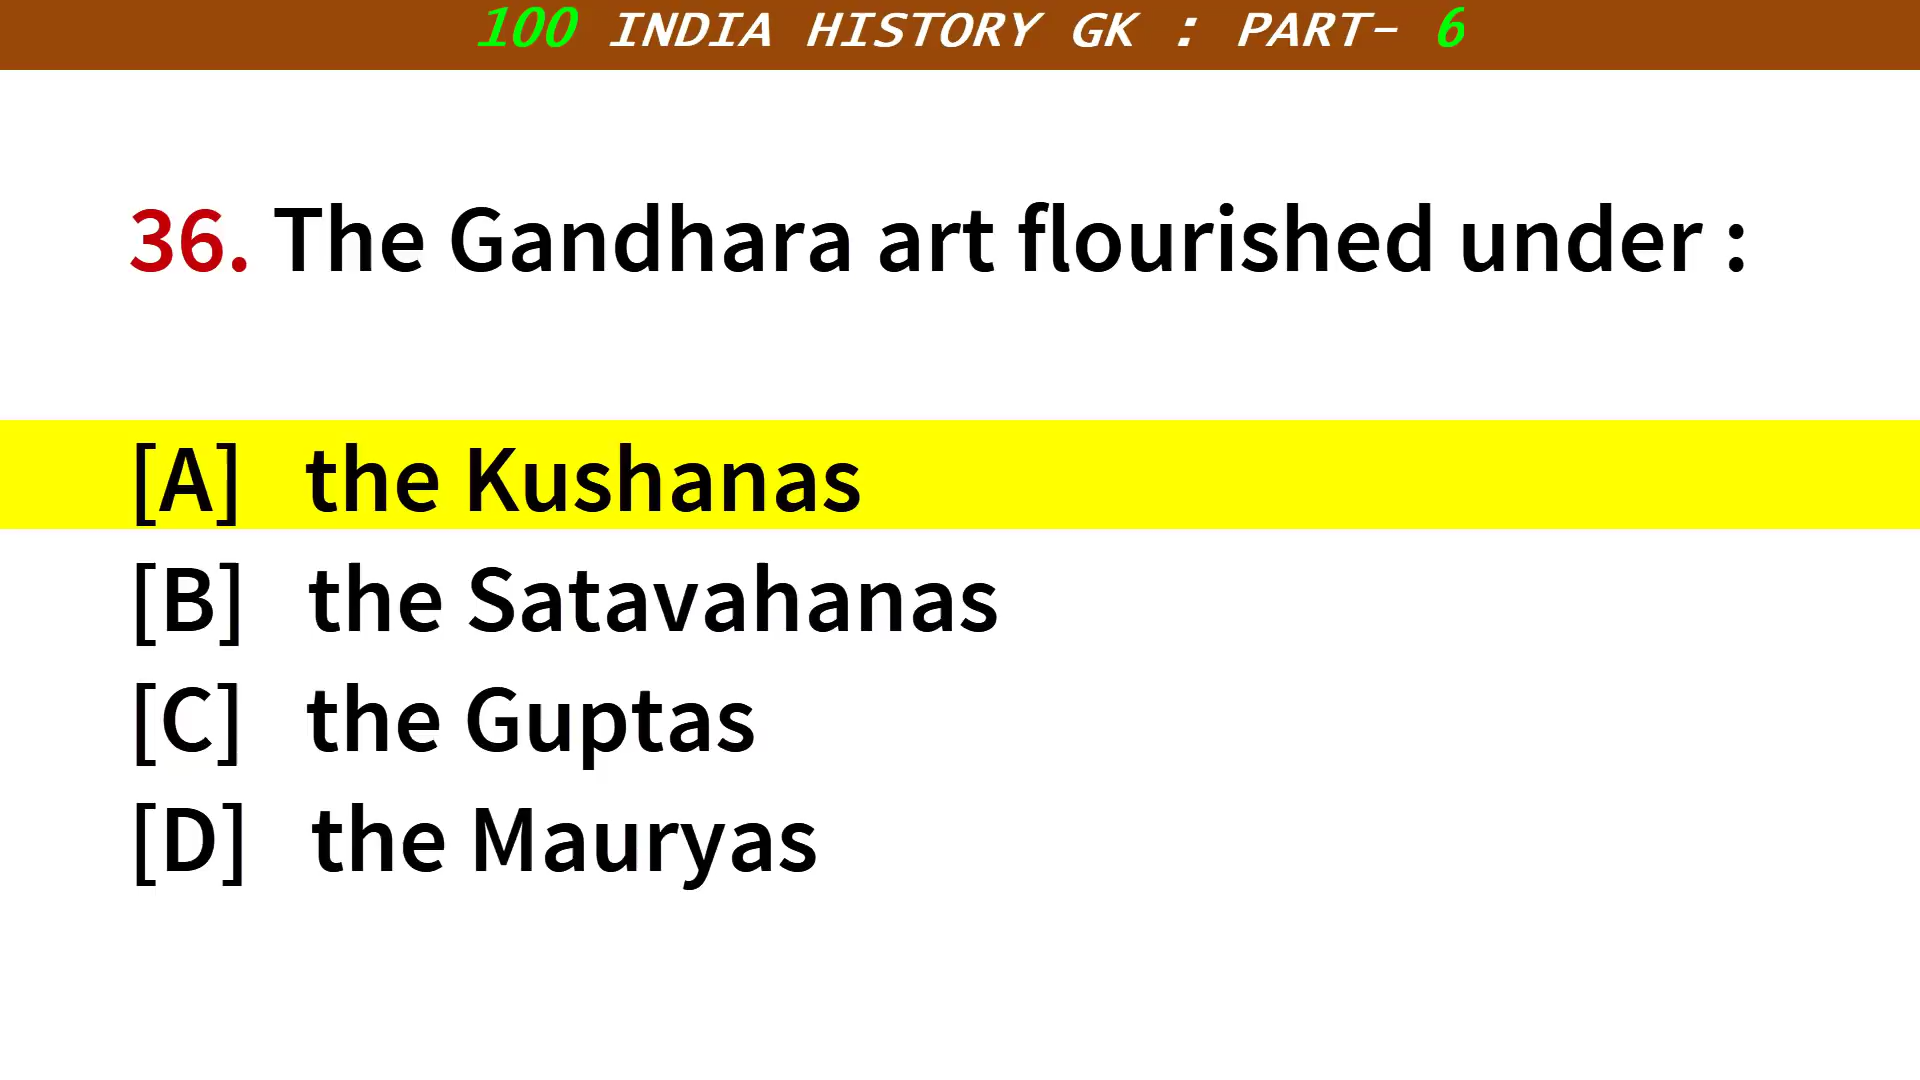 100 INDIA HISTORY GK : PART- 6
36. The Gandhara art flourished under :
[A] the Kushanas
[B] the Satavahanas
[C] the Guptas
[D] the Mauryas